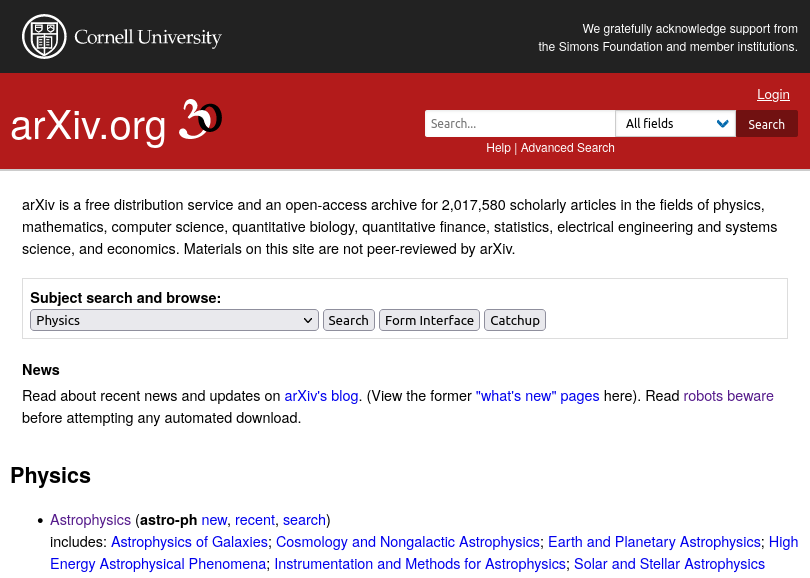 Cornell University
We gratefully acknowledge support from
the Simons Foundation and member institutions.
Login
arXiv.org 30
Search... All fields Search
Help | Advanced Search
arXiv is a free distribution service and an open-access archive for 2,017,580 scholarly articles in the fields of physics,
mathematics, computer science, quantitative biology, quantitative finance, statistics, electrical engineering and systems
science, and economics. Materials on this site are not peer-reviewed by arXiv.
Subject search and browse:
Physics Search Form Interface Catchup
News
Read about recent news and updates on arXiv's blog. (View the former "what's new" pages here). Read robots beware
before attempting any automated download.
Physics
• Astrophysics (astro-ph new, recent, search)
includes: Astrophysics of Galaxies; Cosmology and Nongalactic Astrophysics; Earth and Planetary Astrophysics; High
Energy Astrophysical Phenomena; Instrumentation and Methods for Astrophysics; Solar and Stellar Astrophysics